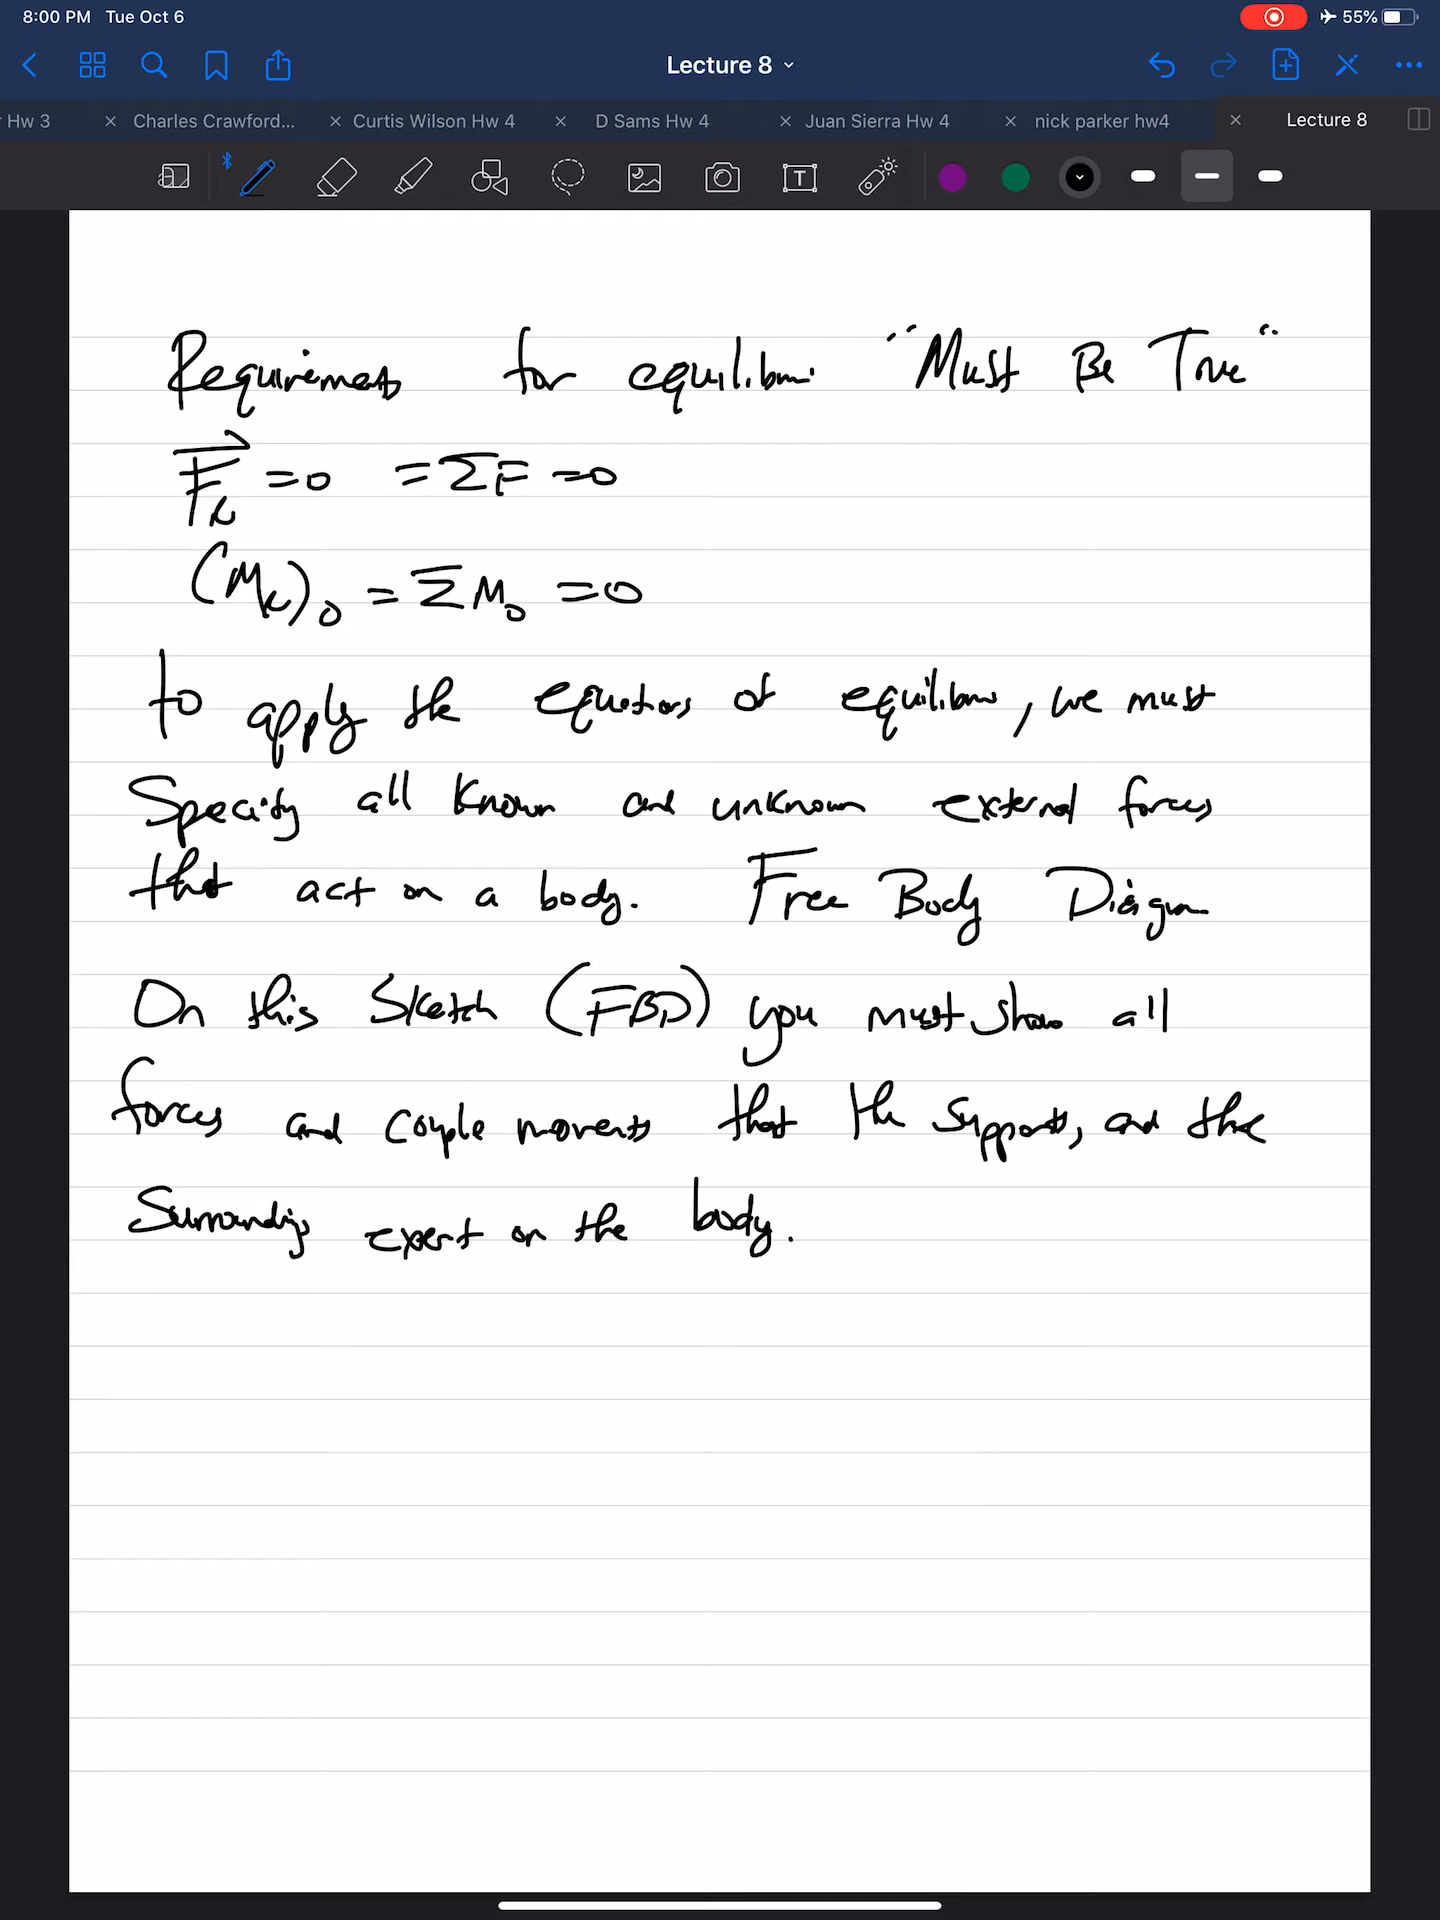 8:00 PM Tue Oct 6
55%
Lecture 8
Hw 3
Charles Crawford...
Curtis Wilson Hw 4
D Sams Hw 4
Juan Sierra Hw 4
nick parker hw4
Lecture 8
T
Requirements for equilibrium "Must Be True"
F_R = 0 = ΣF = 0
(M_R)_O = ΣM_O = 0
to apply the equations of equilibrium, we must
Specify all known and unknown external forces
that act on a body. Free Body Diagram
On this Sketch (FBD) you must show all
forces and couple moments that the supports, and the
Surroundings expert on the body.